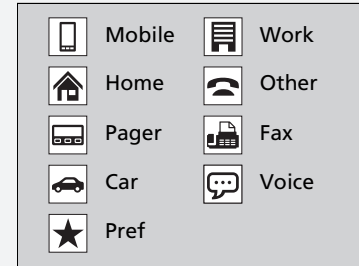 Mobile Work
Home Other
Pager Fax
Car Voice
Pref